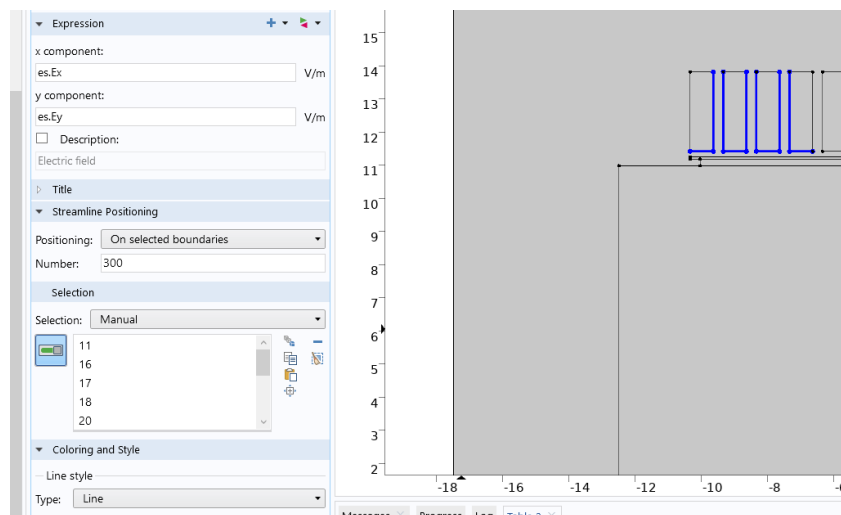 Expression
x component:
es.Ex V/m
y component:
es.Ey V/m
Description:
Electric field
Title
Streamline Positioning
Positioning: On selected boundaries
Number: 300
Selection
Selection: Manual
11
16
17
18
20
Coloring and Style
Line style
Type: Line
15
14
13
12
11
10
9
8
7
6
5
4
3
2
-18 -16 -14 -12 -10 -8
Messages Progress Log Table 2